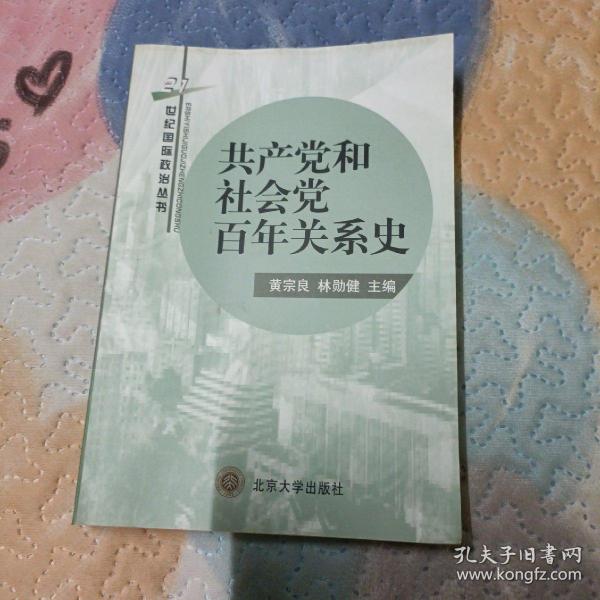 21
世纪国际政治丛书
ERSHIYISHIJIGUOJIZHENGZHICONGSHU
共产党和
社会党
百年关系史
黄宗良 林勋健 主编
北京大学出版社
孔夫子旧书网
www.kongfz.com